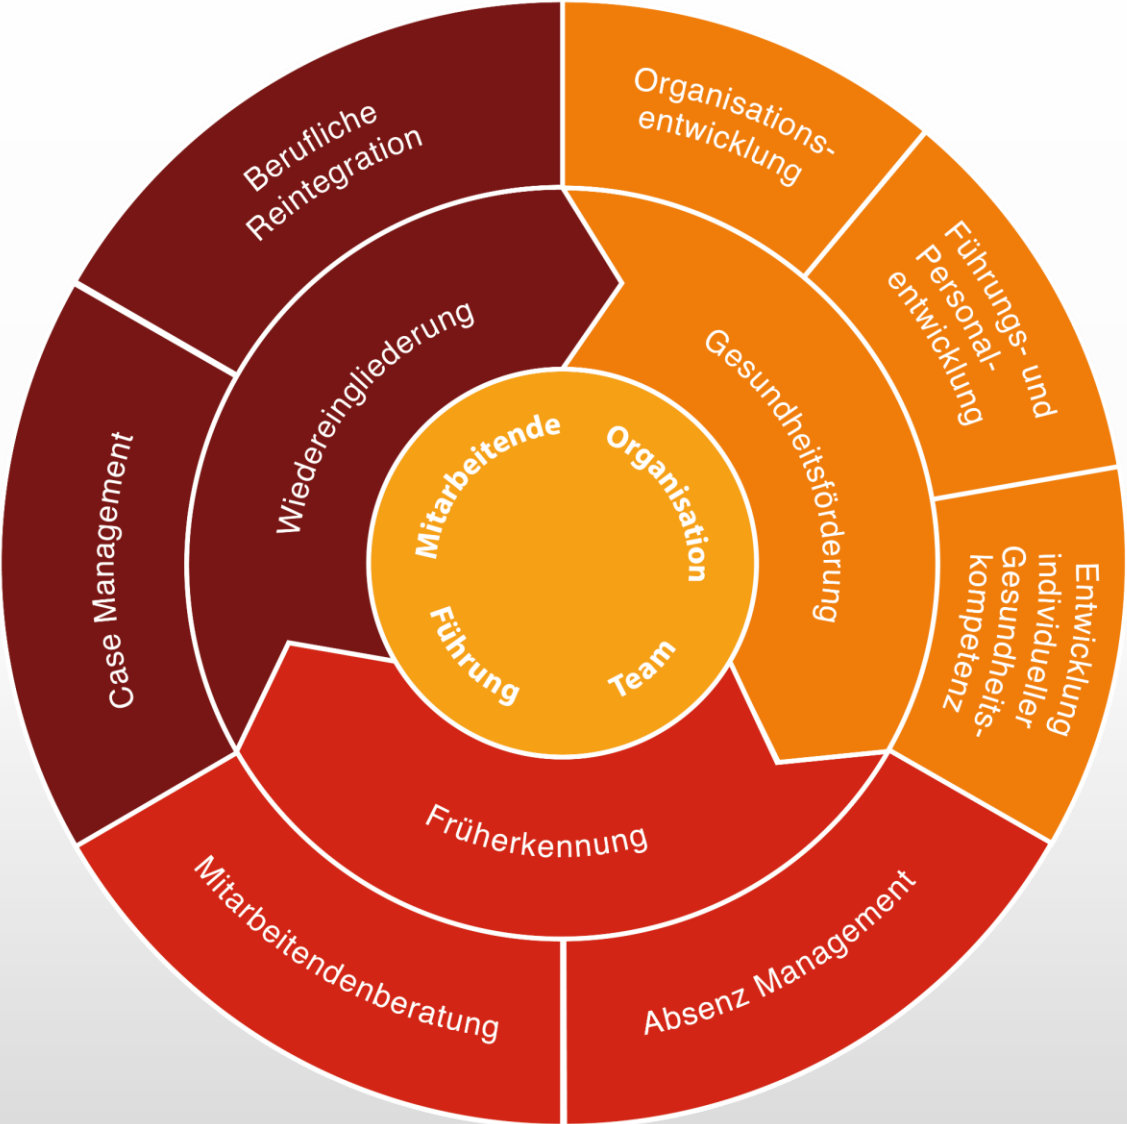 Organisations-
entwicklung
Führungs- und
Personal-
entwicklung
Entwicklung
individueller
Gesundheits-
kompetenz
Absenz Management
Mitarbeitendenberatung
Case Management
Berufliche
Reintegration
Gesundheitsförderung
Früherkennung
Wiedereingliederung
Mitarbeitende
Organisation
Team
Führung